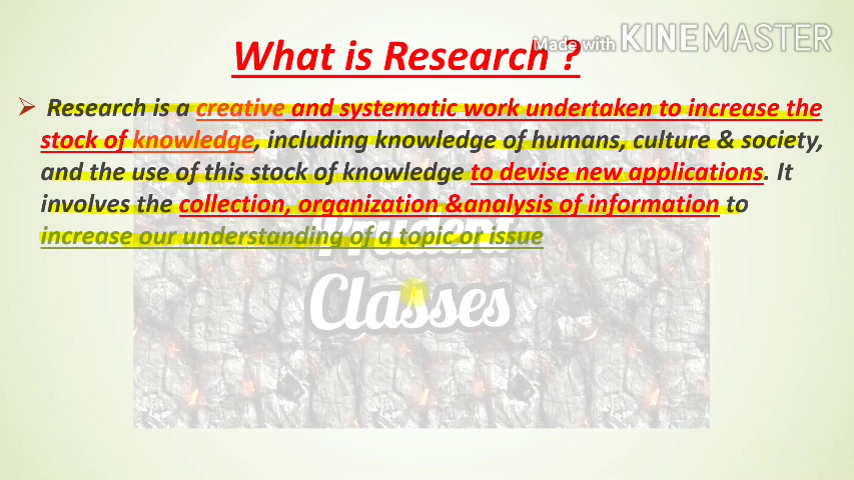 What is Research ?
Made with KINEMASTER
➤ Research is a creative and systematic work undertaken to increase the
stock of knowledge, including knowledge of humans, culture & society,
and the use of this stock of knowledge to devise new applications. It
involves the collection, organization &analysis of information to
increase our understanding of a topic or issue
Prudent
Classes